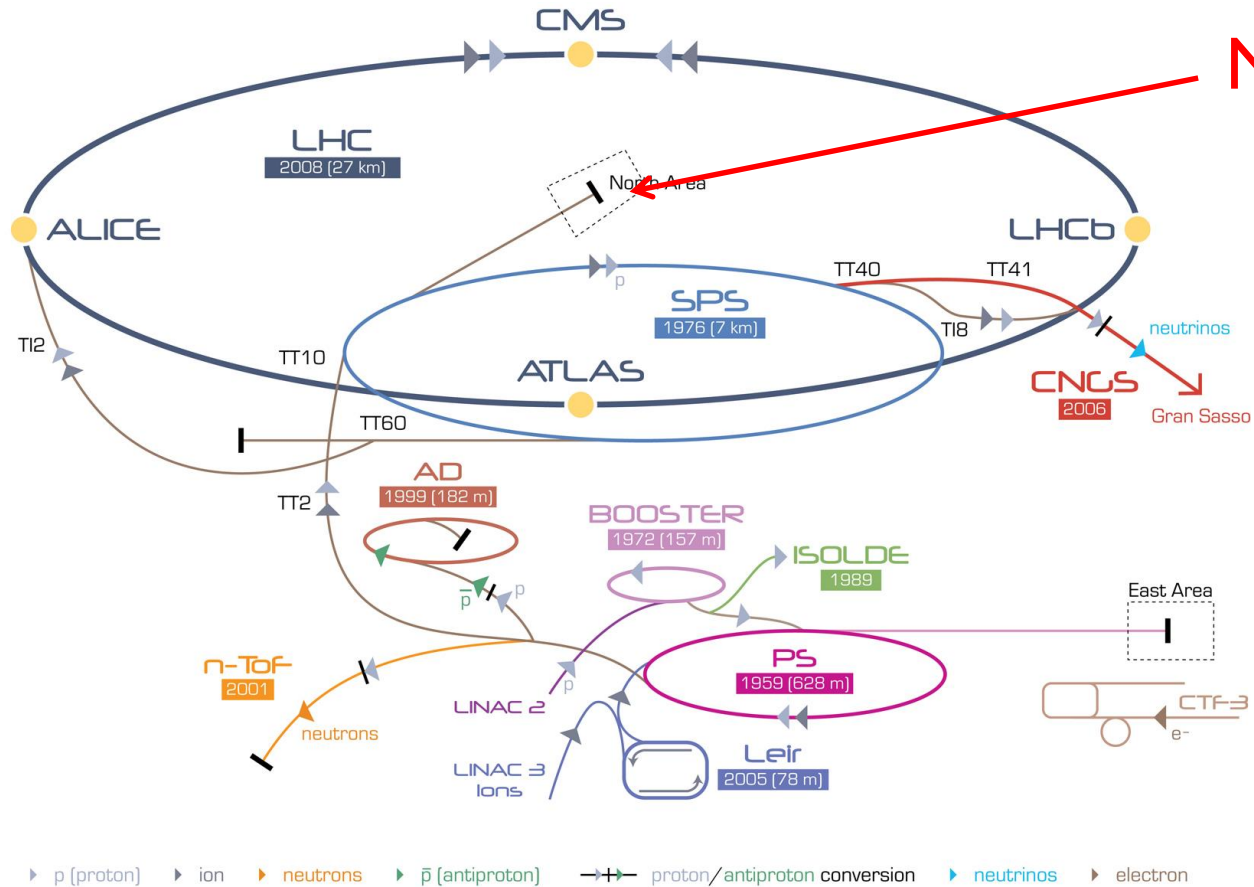 CMS
N
LHC
2008 (27 km)
North Area
ALICE
LHCb
TT40
TT41
p
SPS
1976 (7 km)
TI8
neutrinos
TI2
TT10
ATLAS
CNGS
2006
Gran Sasso
TT60
AD
1999 (182 m)
TT2
BOOSTER
1972 (157 m)
ISOLDE
1989
p̅
p
East Area
n-ToF
2001
PS
1959 (628 m)
p
LINAC 2
neutrons
CTF-3
e-
LINAC 3
Ions
Leir
2005 (78 m)
p (proton)
ion
neutrons
p̅ (antiproton)
proton/antiproton conversion
neutrinos
electron